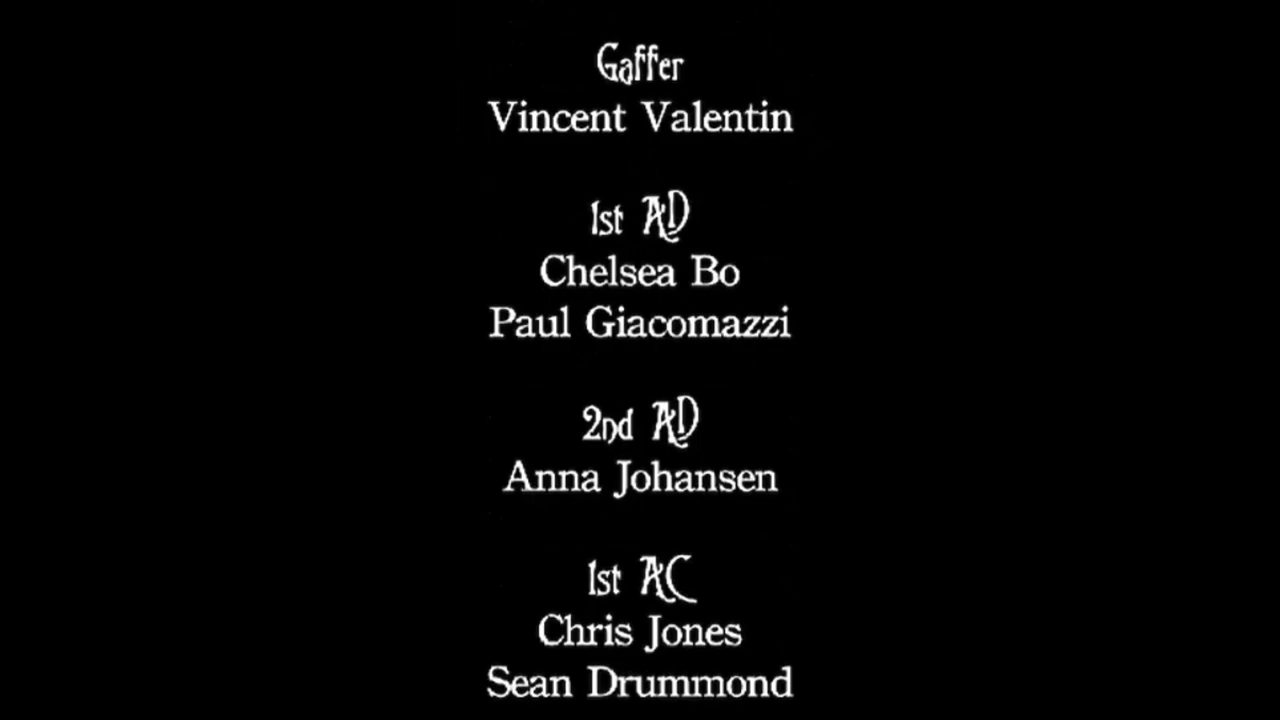 Gaffer
Vincent Valentin
1st AD
Chelsea Bo
Paul Giacomazzi
2nd AD
Anna Johansen
1st AC
Chris Jones
Sean Drummond